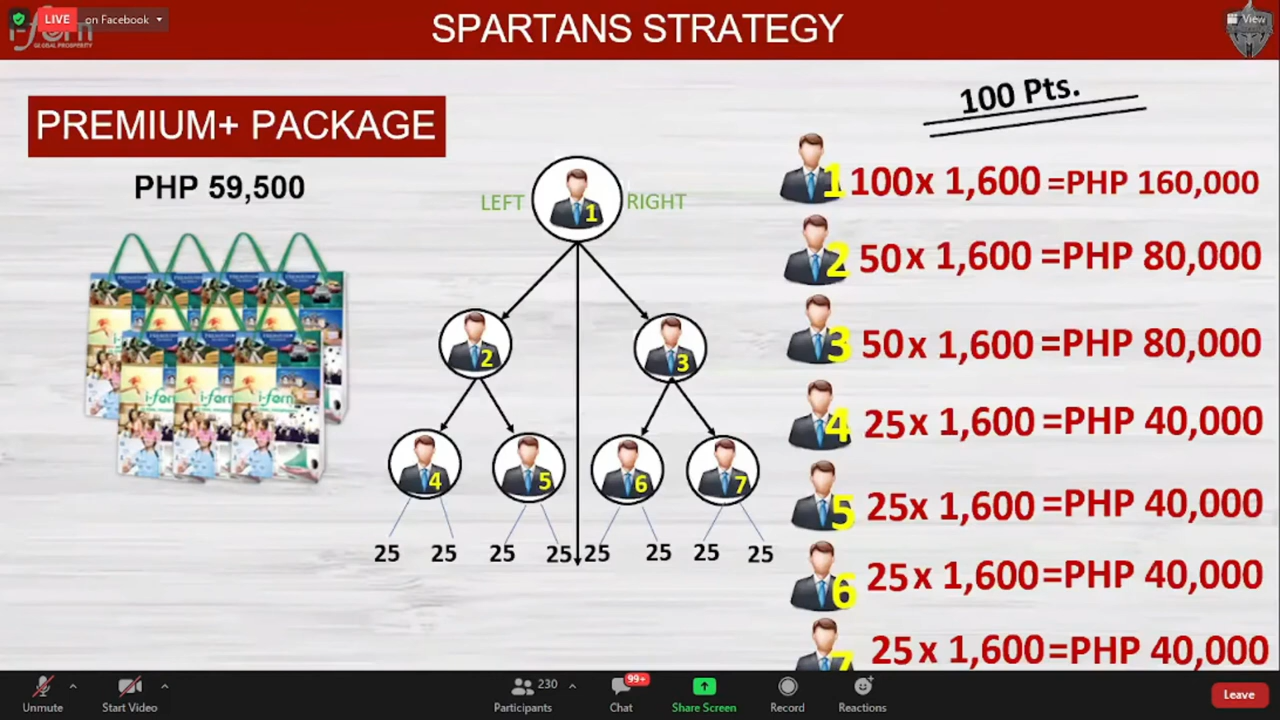 LIVE on Facebook
i-fern
GLOBAL PROSPERITY
SPARTANS STRATEGY
View
PREMIUM+ PACKAGE
PHP 59,500
100 Pts.
LEFT
1
RIGHT
2
3
4
5
6
7
25 25 25 25 25 25 25 25
1 100x 1,600 =PHP 160,000
2 50x 1,600 =PHP 80,000
3 50x 1,600 =PHP 80,000
4 25x 1,600 =PHP 40,000
5 25x 1,600 =PHP 40,000
6 25x 1,600=PHP 40,000
7 25x 1,600=PHP 40,000
Unmute
Start Video
230
Participants
99+
Chat
Share Screen
Record
Reactions
Leave